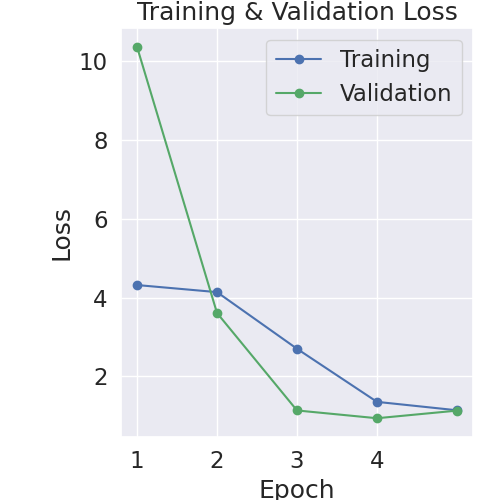 Training & Validation Loss
Training
Validation
10
8
6
4
2
Loss
1 2 3 4
Epoch